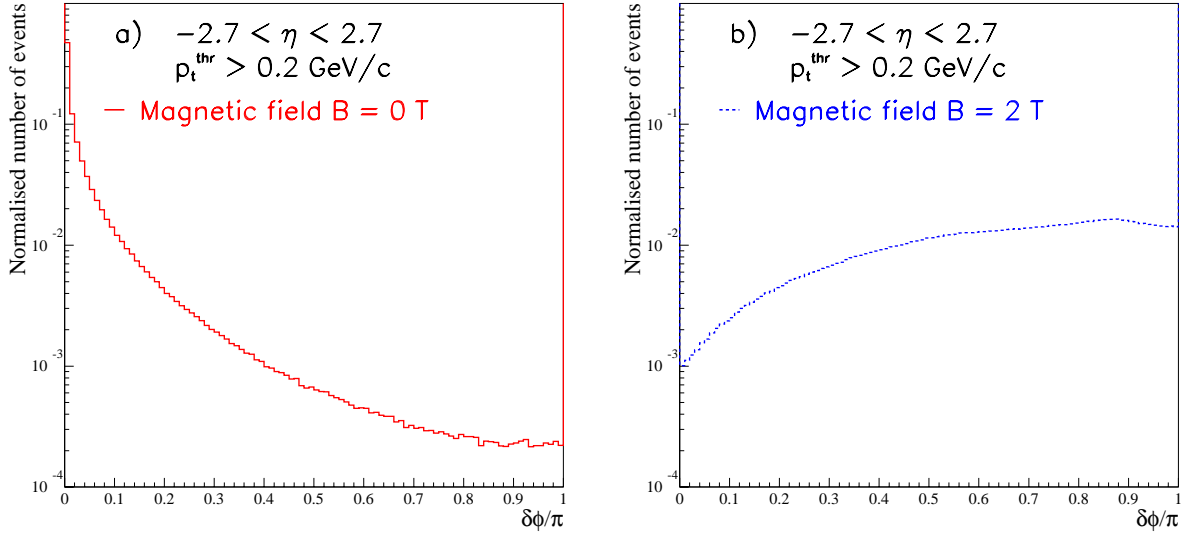 a) −2.7 < η < 2.7
p_t^thr > 0.2 GeV/c
Magnetic field B = 0 T
Normalised number of events
10^-1
10^-2
10^-3
10^-4
0 0.1 0.2 0.3 0.4 0.5 0.6 0.7 0.8 0.9 1
δϕ/π
b) −2.7 < η < 2.7
p_t^thr > 0.2 GeV/c
Magnetic field B = 2 T
Normalised number of events
10^-1
10^-2
10^-3
10^-4
0 0.1 0.2 0.3 0.4 0.5 0.6 0.7 0.8 0.9 1
δϕ/π